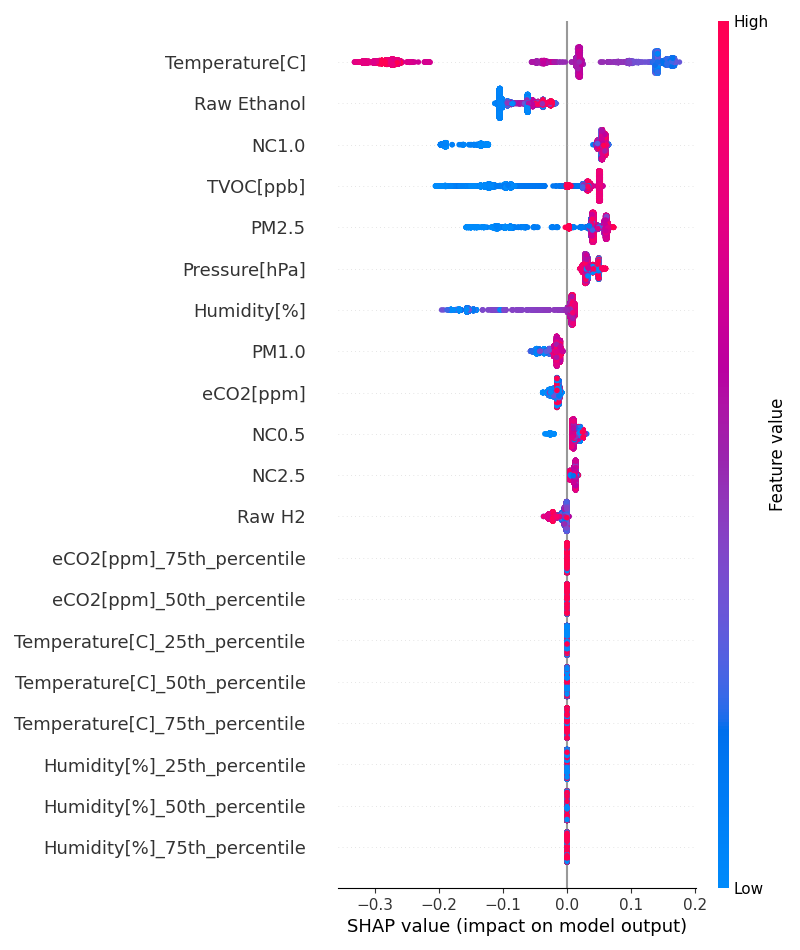 High
Temperature[C]
Raw Ethanol
NC1.0
TVOC[ppb]
PM2.5
Pressure[hPa]
Humidity[%]
PM1.0
eCO2[ppm]
NC0.5
NC2.5
Raw H2
eCO2[ppm]_75th_percentile
eCO2[ppm]_50th_percentile
Temperature[C]_25th_percentile
Temperature[C]_50th_percentile
Temperature[C]_75th_percentile
Humidity[%]_25th_percentile
Humidity[%]_50th_percentile
Humidity[%]_75th_percentile
Feature value
Low
−0.3 −0.2 −0.1 0.0 0.1 0.2
SHAP value (impact on model output)